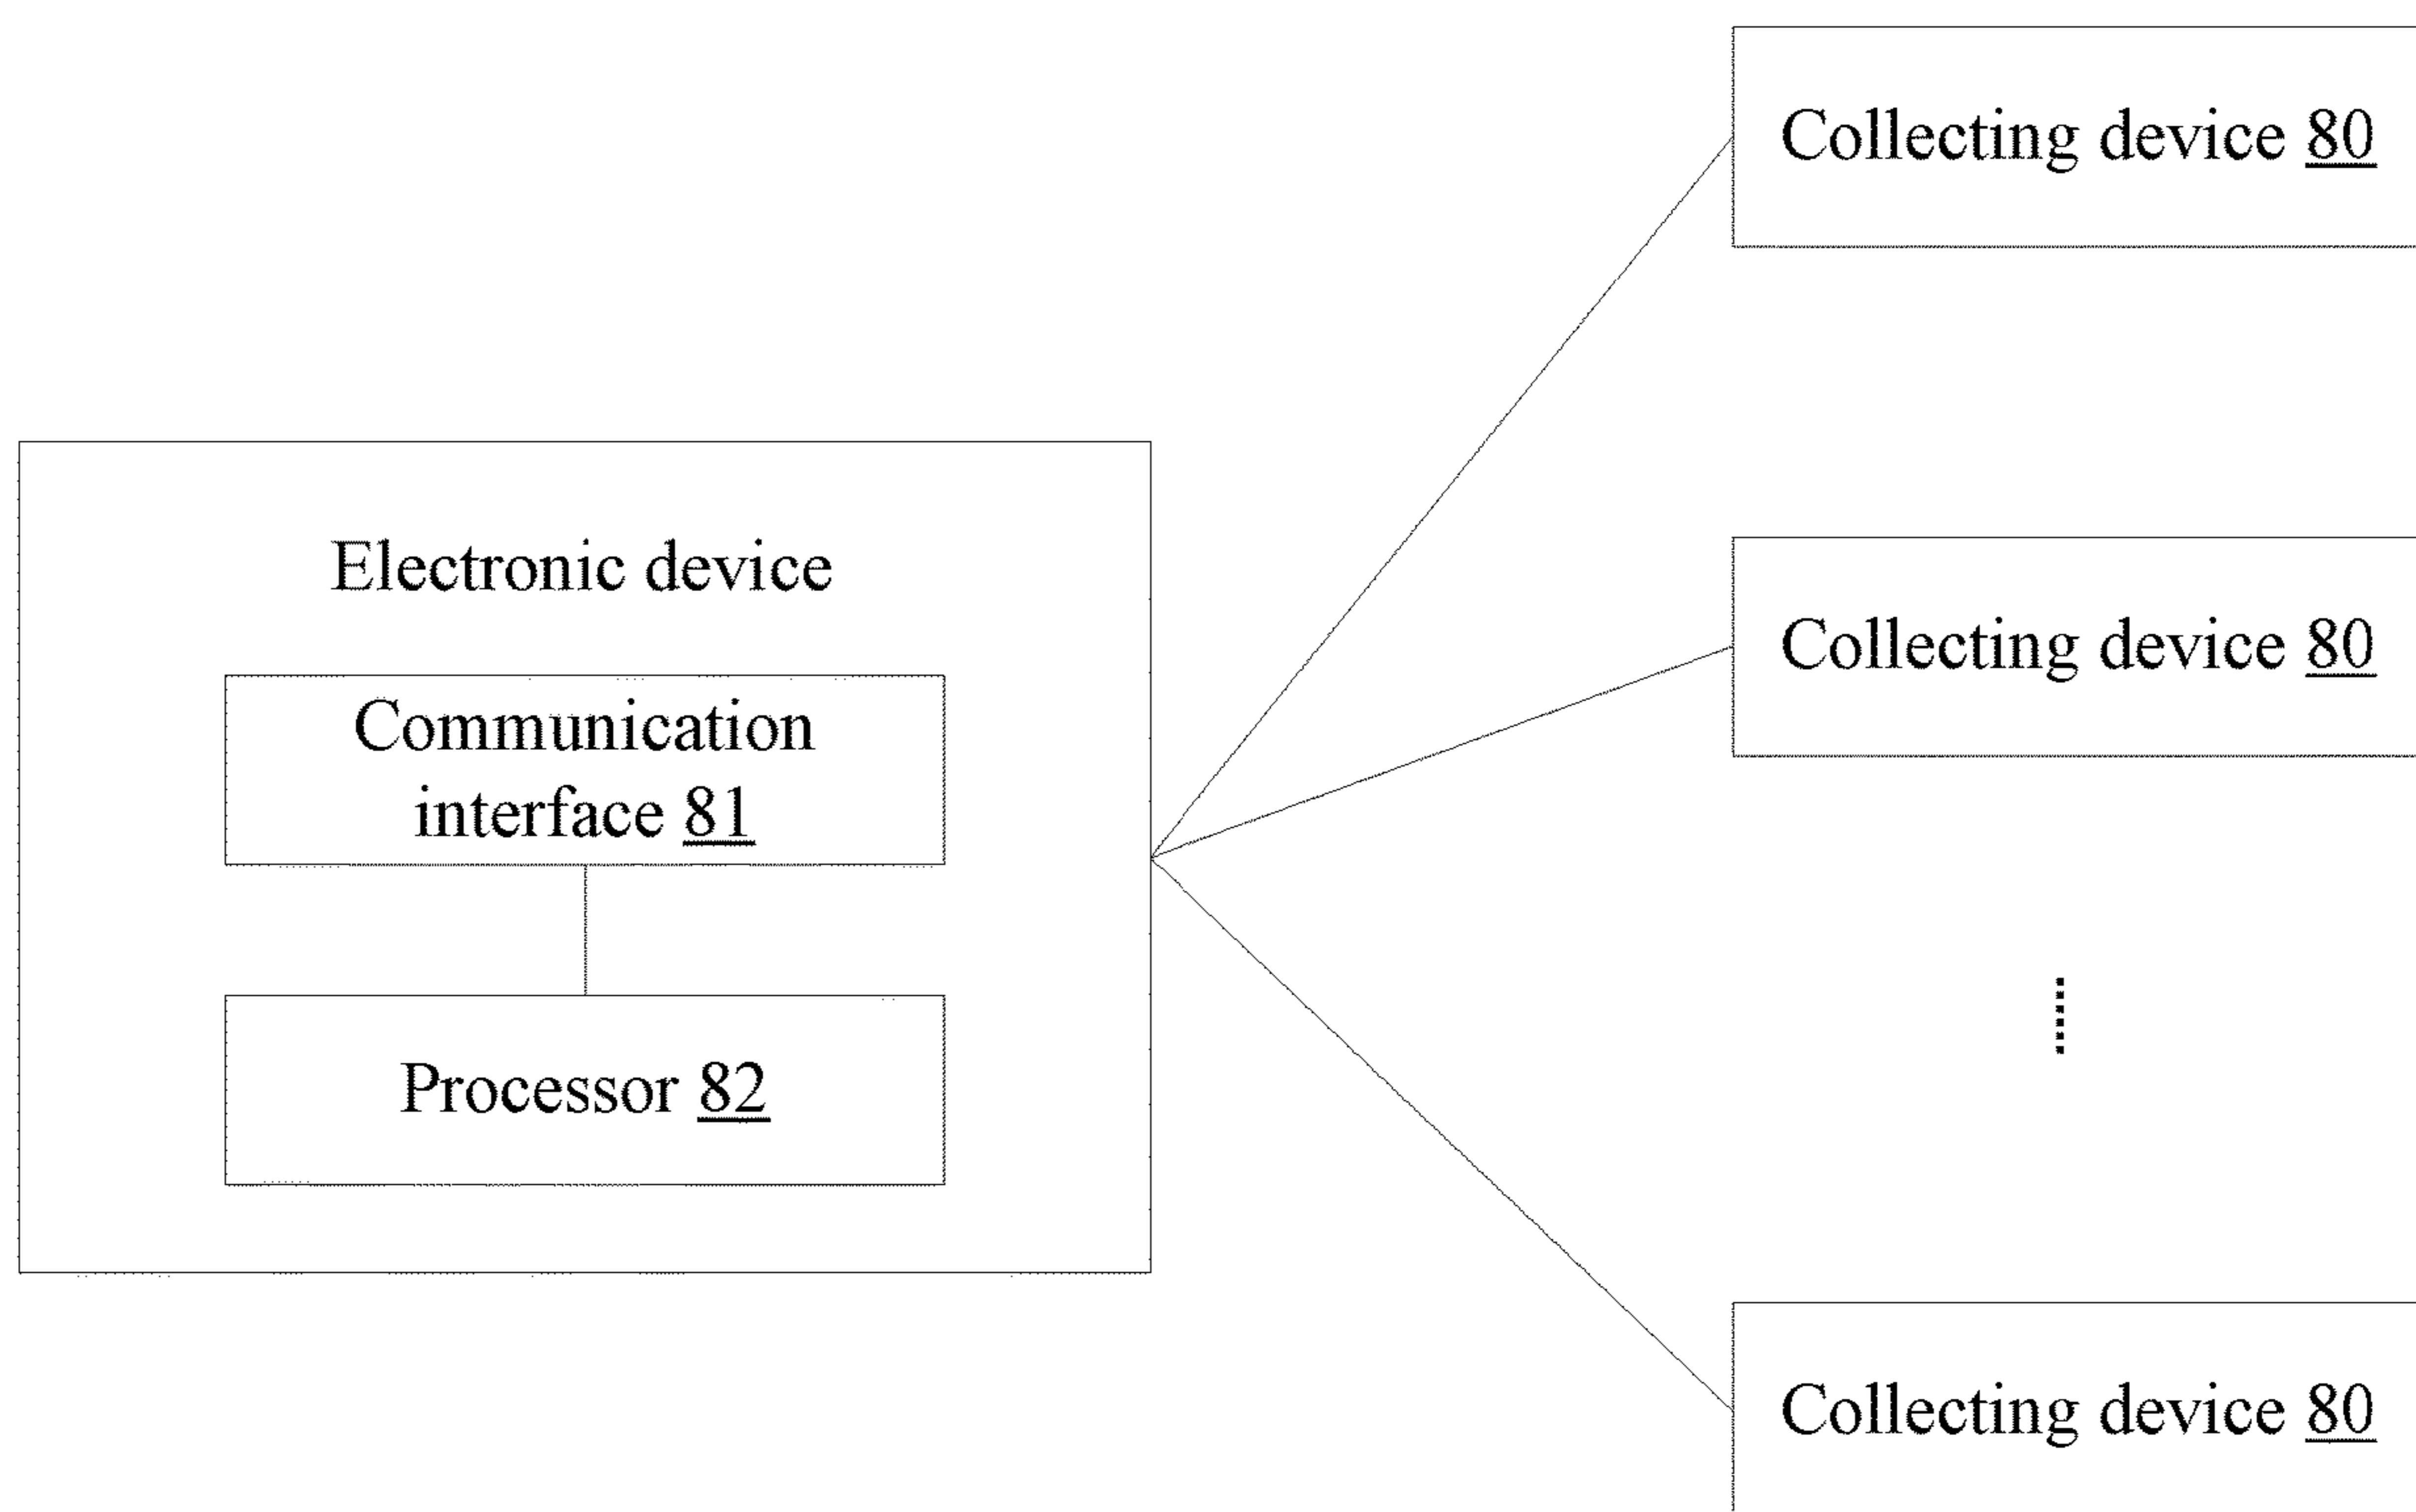 Collecting device 80
Electronic device
Collecting device 80
Communication
interface 81
Processor 82
Collecting device 80